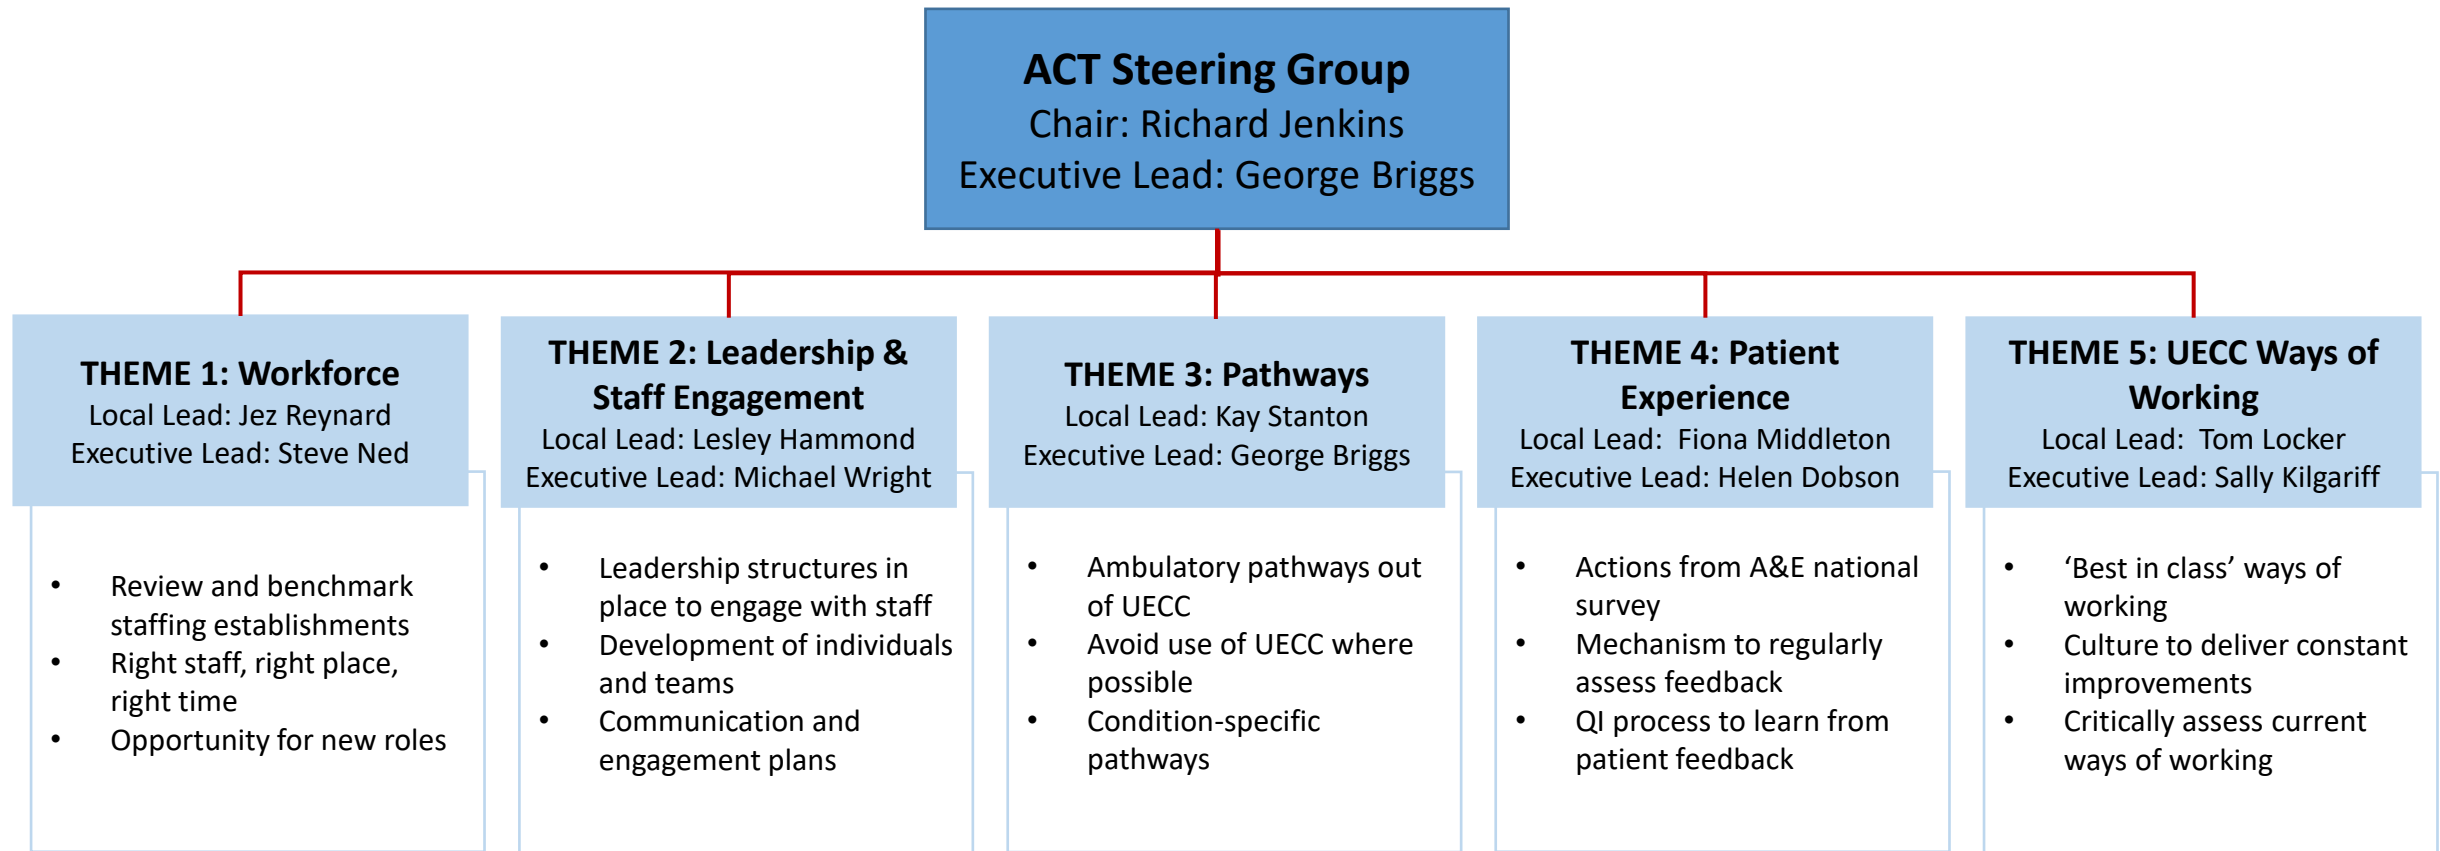 ACT Steering Group
Chair: Richard Jenkins
Executive Lead: George Briggs
THEME 1: Workforce
Local Lead: Jez Reynard
Executive Lead: Steve Ned
• Review and benchmark
staffing establishments
• Right staff, right place,
right time
• Opportunity for new roles
THEME 2: Leadership &
Staff Engagement
Local Lead: Lesley Hammond
Executive Lead: Michael Wright
• Leadership structures in
place to engage with staff
• Development of individuals
and teams
• Communication and
engagement plans
THEME 3: Pathways
Local Lead: Kay Stanton
Executive Lead: George Briggs
• Ambulatory pathways out
of UECC
• Avoid use of UECC where
possible
• Condition-specific
pathways
THEME 4: Patient
Experience
Local Lead:  Fiona Middleton
Executive Lead: Helen Dobson
• Actions from A&E national
survey
• Mechanism to regularly
assess feedback
• QI process to learn from
patient feedback
THEME 5: UECC Ways of
Working
Local Lead:  Tom Locker
Executive Lead: Sally Kilgariff
• ‘Best in class’ ways of
working
• Culture to deliver constant
improvements
• Critically assess current
ways of working